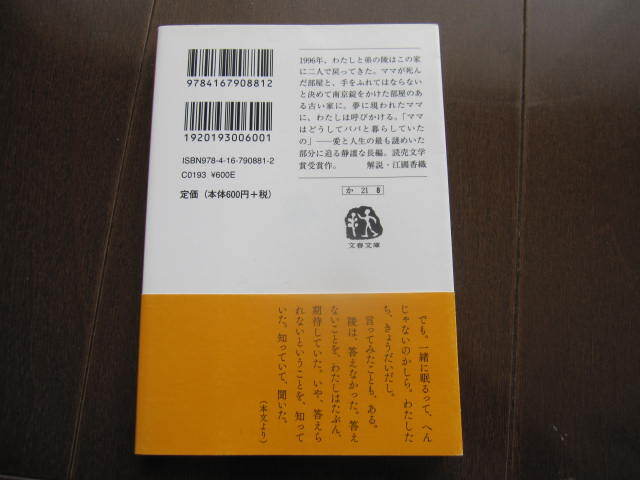 9784167908812
1920193006001
ISBN978-4-16-790881-2
C0193 ¥600E
定価（本体600円＋税）
1996年、わたしと弟の陵はこの家
に二人で戻ってきた。ママが死ん
だ部屋と、手をふれてはならない
と決めて南京錠をかけた部屋のあ
る古い家に。夢に現われたママ
に、わたしは呼びかける。「ママ
はどうしてパパと暮らしていた
の」――愛と人生の最も謎めいた
部分に迫る静謐な長編。読売文学
賞受賞作。 解説・江國香織
か 21 8
文春文庫
でも。一緒に眠るって、へん
じゃないのかしら。わたした
ち、きょうだいだし。
言ってみたことも、ある。
陵は、答えなかった。答え
ないことを、わたしはたぶん、
期待していた。いや、答えら
れないということを、知って
いた。知っていて、聞いた。
（本文より）